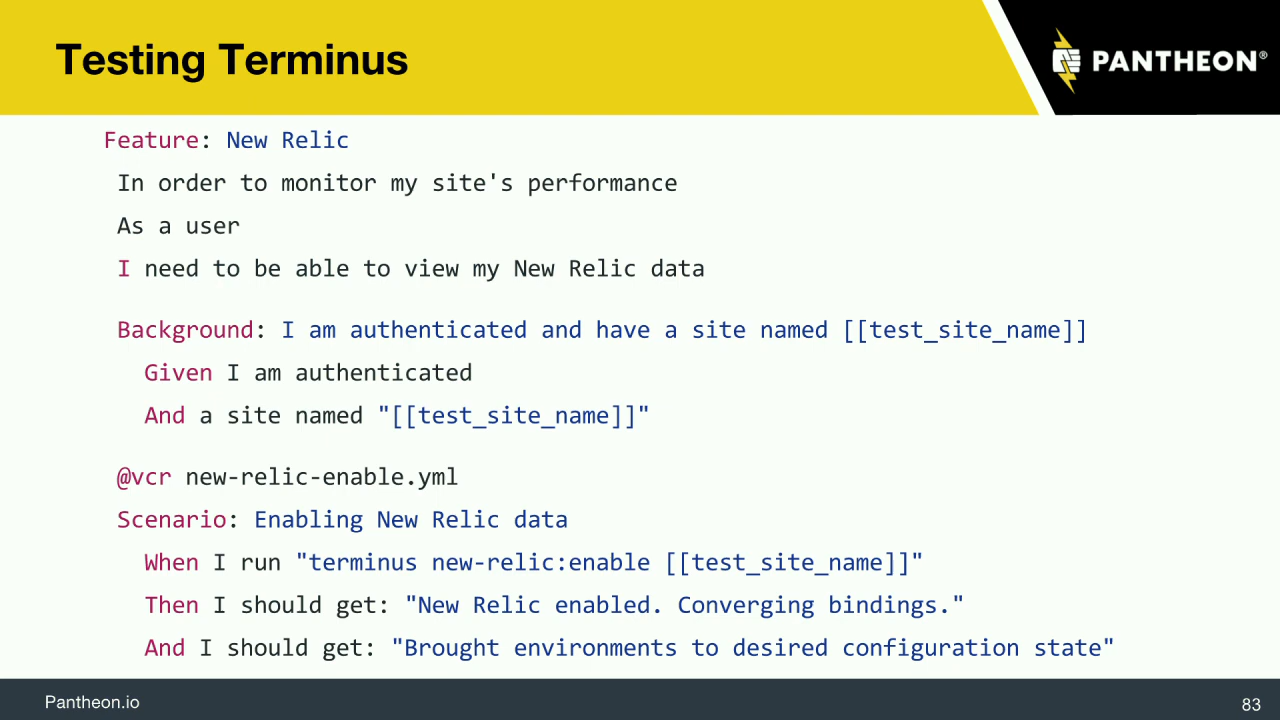 Testing Terminus
PANTHEON®
Feature: New Relic
In order to monitor my site's performance
As a user
I need to be able to view my New Relic data
Background: I am authenticated and have a site named [[test_site_name]]
Given I am authenticated
And a site named "[[test_site_name]]"
@vcr new-relic-enable.yml
Scenario: Enabling New Relic data
When I run "terminus new-relic:enable [[test_site_name]]"
Then I should get: "New Relic enabled. Converging bindings."
And I should get: "Brought environments to desired configuration state"
Pantheon.io
83